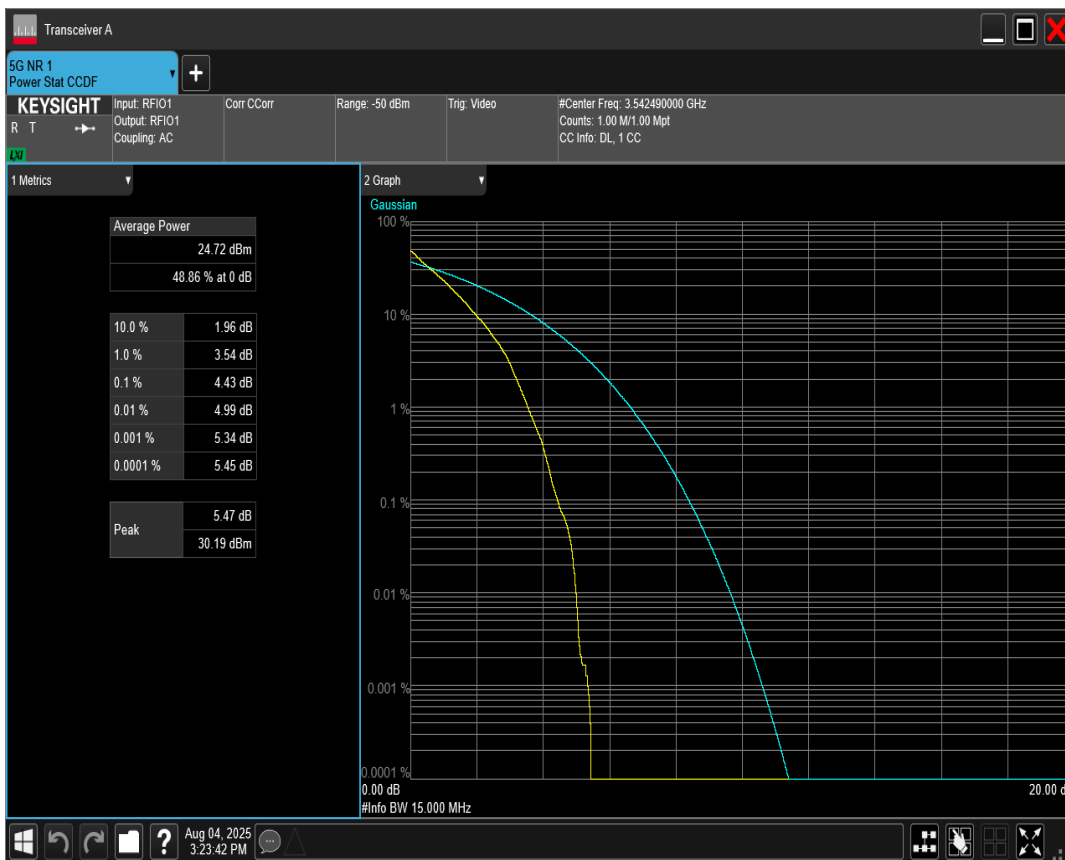 Transceiver A
5G NR 1
Power Stat CCDF
+
KEYSIGHT
R T
LXI
Input: RFIO1
Output: RFIO1
Coupling: AC
Corr CCorr
Range: -50 dBm
Trig: Video
#Center Freq: 3.542490000 GHz
Counts: 1.00 M/1.00 Mpt
CC Info: DL, 1 CC
1 Metrics
Average Power
24.72 dBm
48.86 % at 0 dB
10.0 % 1.96 dB
1.0 % 3.54 dB
0.1 % 4.43 dB
0.01 % 4.99 dB
0.001 % 5.34 dB
0.0001 % 5.45 dB
Peak 5.47 dB
30.19 dBm
2 Graph
Gaussian
100 %
10 %
1 %
0.1 %
0.01 %
0.001 %
0.0001 %
0.00 dB 20.00 d
#Info BW 15.000 MHz
?
Aug 04, 2025
3:23:42 PM